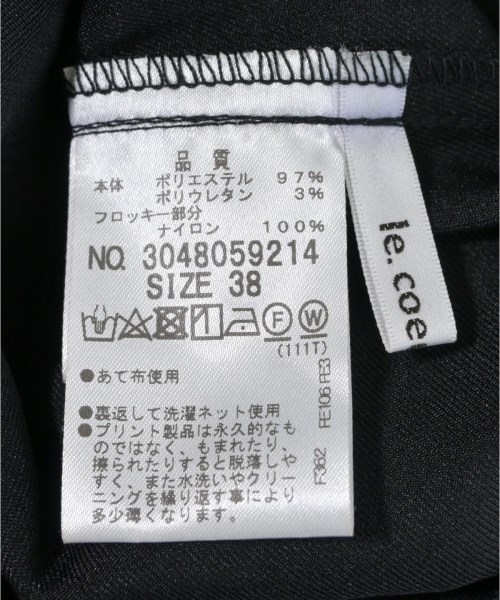 品質
本体 ポリエステル 97%
ポリウレタン 3%
フロッキー部分
ナイロン 100%
NO. 3048059214
SIZE 38
F W
(111T)
●あて布使用
●裏返して洗濯ネット使用
●プリント製品は永久的なも
のではなく、もまれたり、
擦られたりすると脱落しや
すく、また水洗いやクリー
ニングを繰り返す事により
多少薄くなります。
F362 PE106 PE3